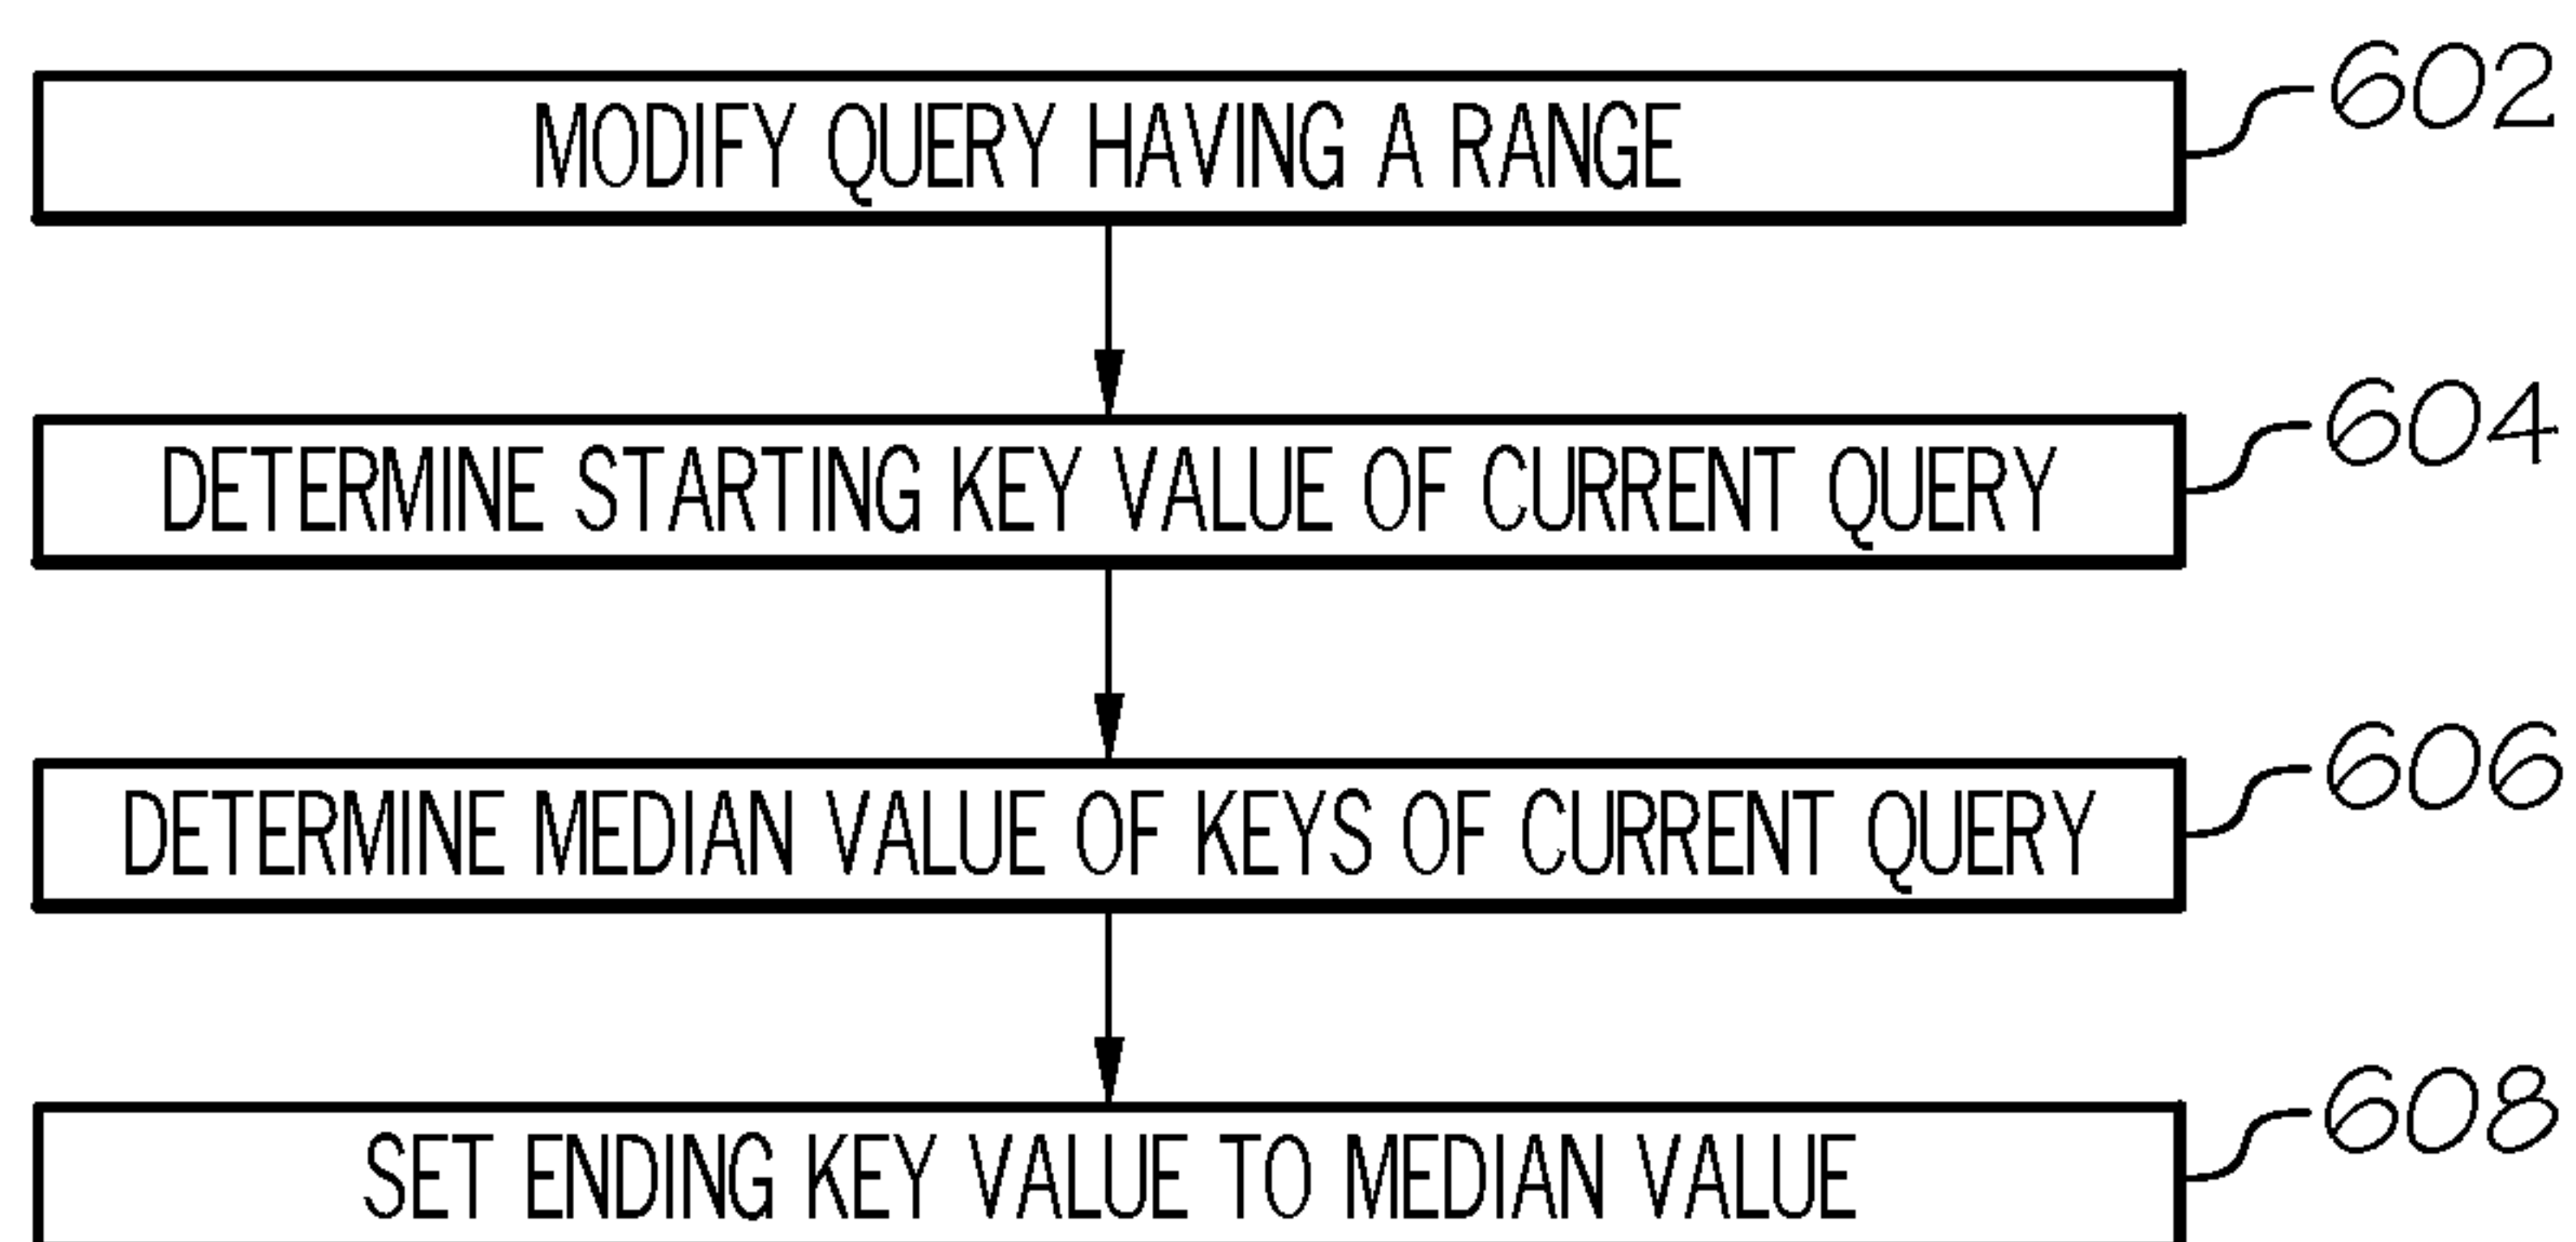 MODIFY QUERY HAVING A RANGE
602
DETERMINE STARTING KEY VALUE OF CURRENT QUERY
604
DETERMINE MEDIAN VALUE OF KEYS OF CURRENT QUERY
606
SET ENDING KEY VALUE TO MEDIAN VALUE
608